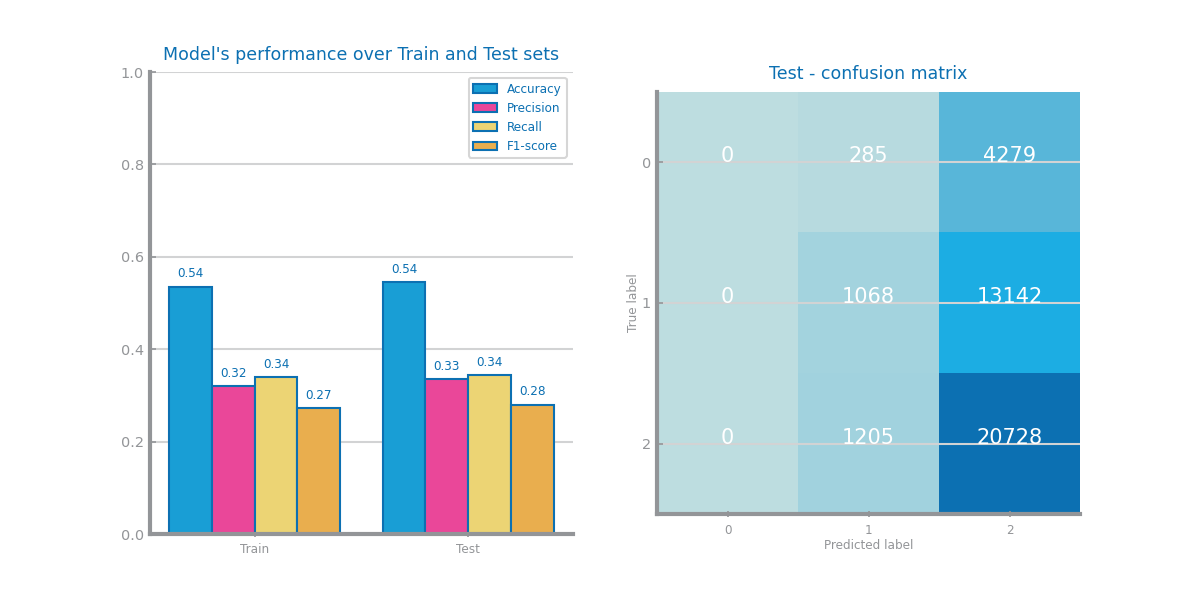 Model's performance over Train and Test sets
1.0
0.8
0.6
0.4
0.2
0.0
Accuracy
Precision
Recall
F1-score
0.54
0.32
0.34
0.27
0.54
0.33
0.34
0.28
Train
Test
Test - confusion matrix
True label
0
0
285
4279
1
0
1068
13142
2
0
1205
20728
0
1
2
Predicted label